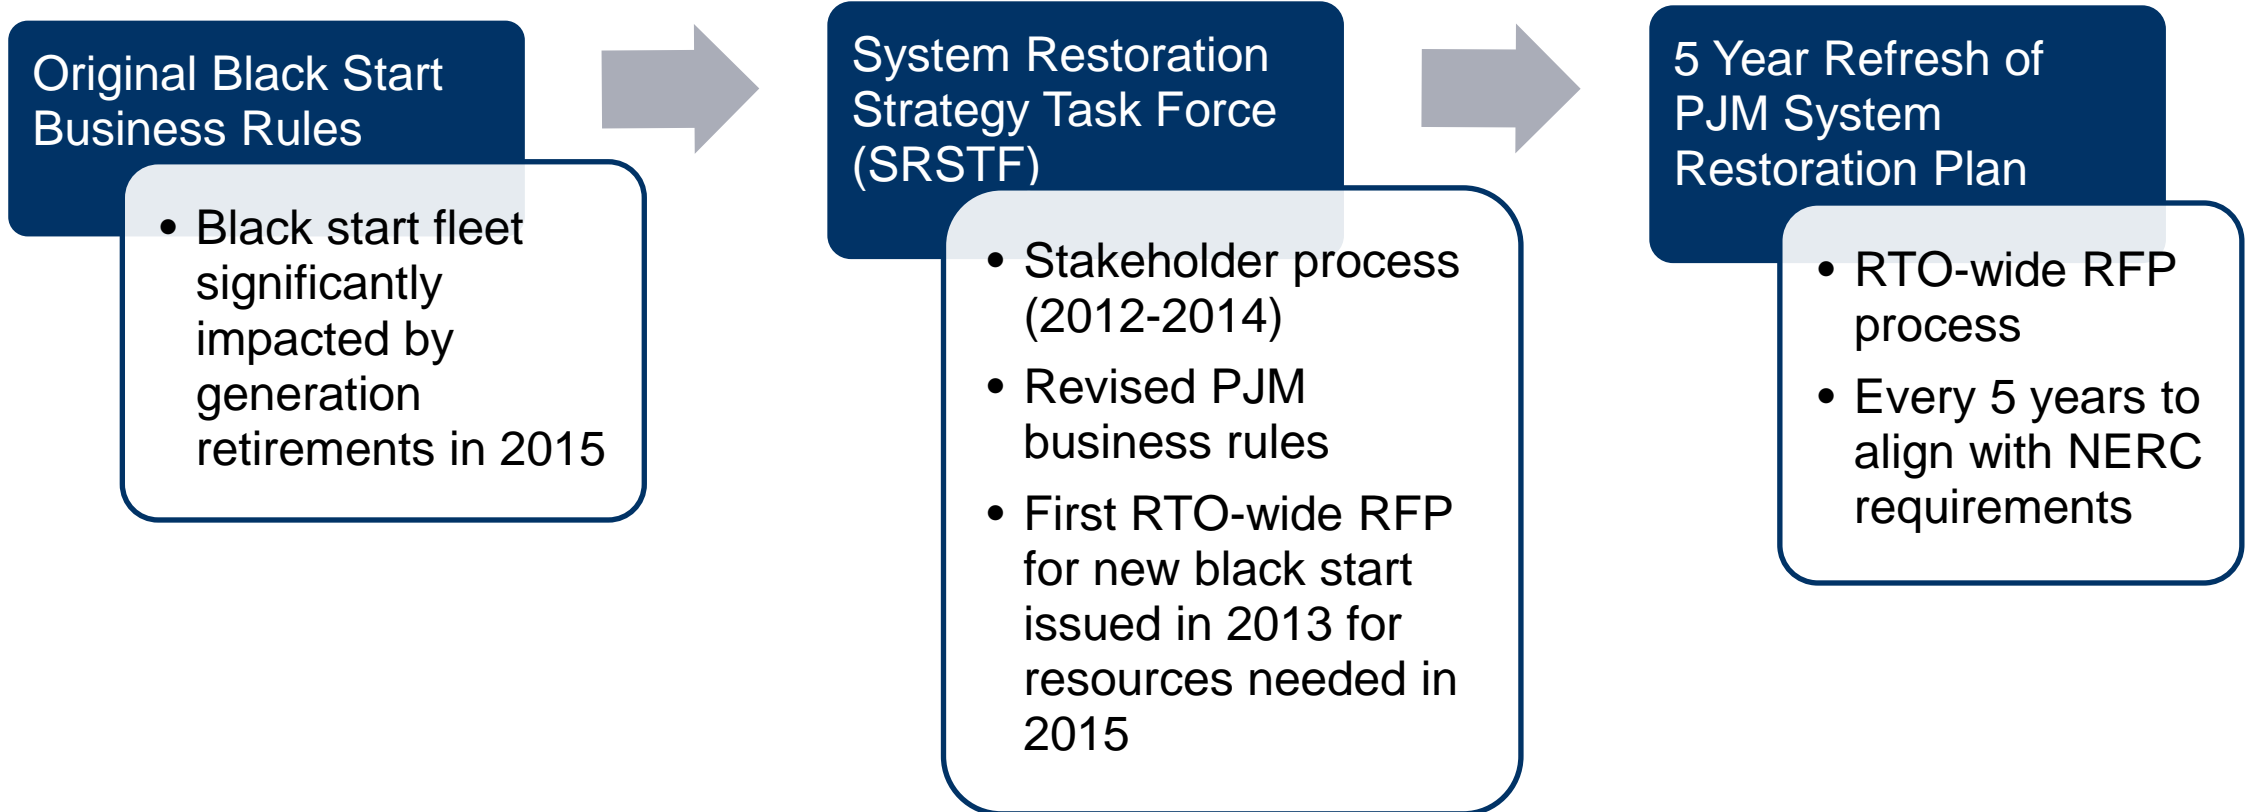 Original Black Start
Business Rules
• Black start fleet
significantly
impacted by
generation
retirements in 2015
System Restoration
Strategy Task Force
(SRSTF)
• Stakeholder process
(2012-2014)
• Revised PJM
business rules
• First RTO-wide RFP
for new black start
issued in 2013 for
resources needed in
2015
5 Year Refresh of
PJM System
Restoration Plan
• RTO-wide RFP
process
• Every 5 years to
align with NERC
requirements